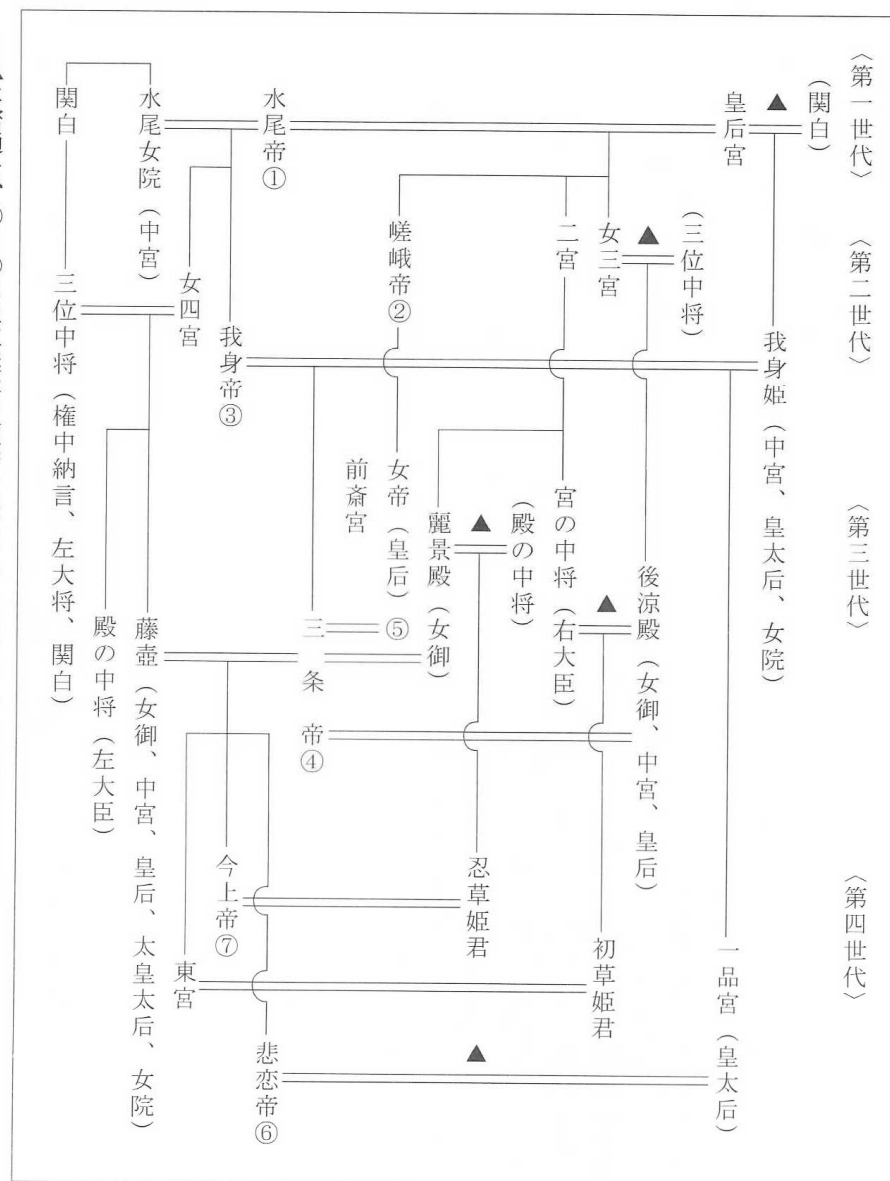 〈第一世代〉
〈第二世代〉
〈第三世代〉
〈第四世代〉
(関白)
▲
皇后宮
我身姫(中宮、皇太后、女院)
一品宮(皇太后)
(三位中将)
▲
女三宮
後涼殿(女御、中宮、皇后)
▲
初草姫君
二宮
宮の中将(右大臣)
(殿の中将)
▲
忍草姫君
▲
麗景殿(女御)
嵯峨帝②
女帝(皇后)⑤
前斎宮
水尾帝①
三条帝④
悲恋帝⑥
我身帝③
今上帝⑦
女四宮
東宮
水尾女院(中宮)
藤壺(女御、中宮、皇后、太皇太后、女院)
殿の中将(左大臣)
関白
三位中将(権中納言、左大将、関白)